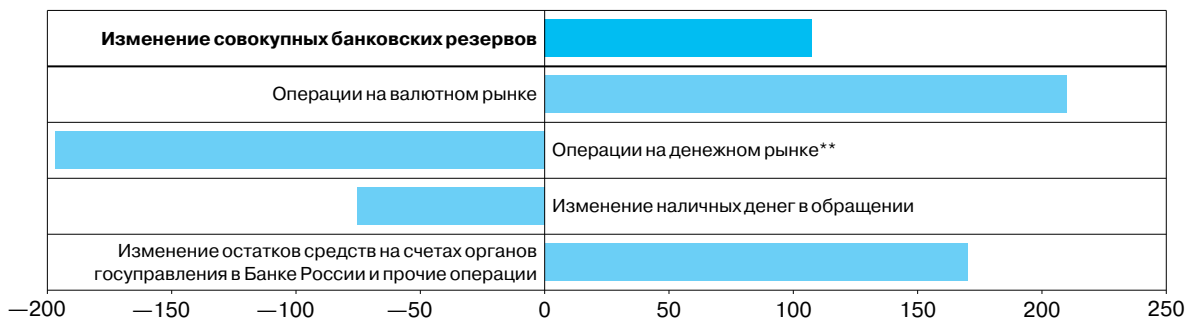 Изменение совокупных банковских резервов
Операции на валютном рынке
Операции на денежном рынке**
Изменение наличных денег в обращении
Изменение остатков средств на счетах органов
госуправления в Банке России и прочие операции
—200 —150 —100 —50 0 50 100 150 200 250